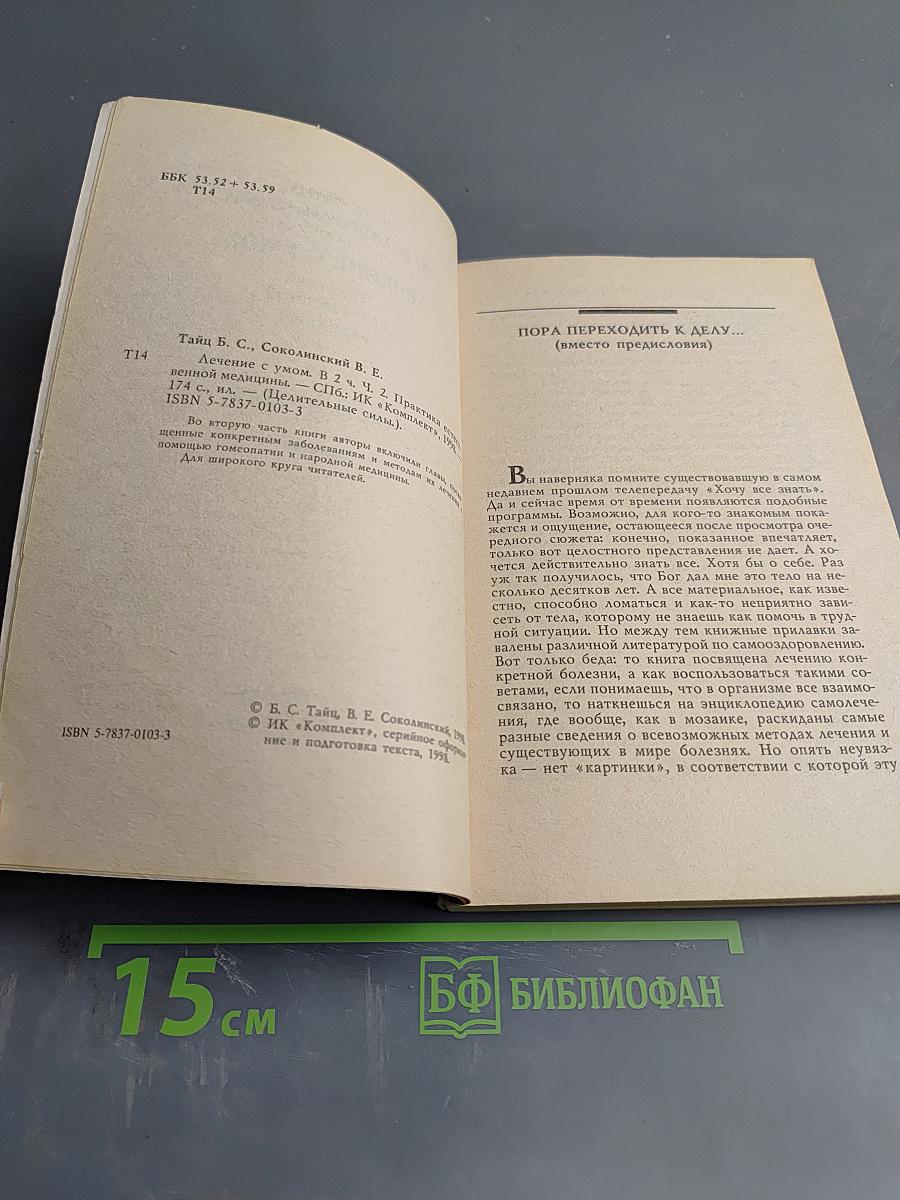 ББК 53.52 + 53.59
Т14
Тайц Б. С., Соколинский В. Е.
Т14 Лечение с умом. В 2 ч. Ч. 2. Практика
венной медицины. — СПб.: ИК «Комплект», 1998.
174 с., ил. — (Целительные силы.).
ISBN 5-7837-0103-3
Во вторую часть книги авторы включили главы,
щенные конкретным заболеваниям и методам их лечения
помощью гомеопатии и народной медицины.
Для широкого круга читателей.
© Б. С. Тайц, В. Е. Соколинский, 1998.
© ИК «Комплект», серийное оформле-
ние и подготовка текста, 1998.
ISBN 5-7837-0103-3
ПОРА ПЕРЕХОДИТЬ К ДЕЛУ...
(вместо предисловия)
Вы наверняка помните существовавшую в самом
недавнем прошлом телепередачу «Хочу все знать».
Да и сейчас время от времени появляются подобные
программы. Возможно, для кого-то знакомым пока-
жется и ощущение, остающееся после просмотра оче-
редного сюжета: конечно, показанное впечатляет,
только вот целостного представления не дает. А хо-
чется действительно знать все. Хотя бы о себе. Раз
уж так получилось, что Бог дал мне это тело на не-
сколько десятков лет. А все материальное, как изве-
стно, способно ломаться и как-то неприятно зави-
сеть от тела, которому не знаешь как помочь в труд-
ной ситуации. Но между тем книжные прилавки за-
валены различной литературой по самооздоровлению.
Вот только беда: то книга посвящена лечению кон-
кретной болезни, а как воспользоваться такими со-
ветами, если понимаешь, что в организме все взаимо-
связано, то наткнешься на энциклопедию самолече-
ния, где вообще, как в мозаике, раскиданы самые
разные сведения о всевозможных методах лечения и
существующих в мире болезнях. Но опять неувяз-
ка — нет «картинки», в соответствии с которой эту
15 см
БФ БИБЛИОФАН